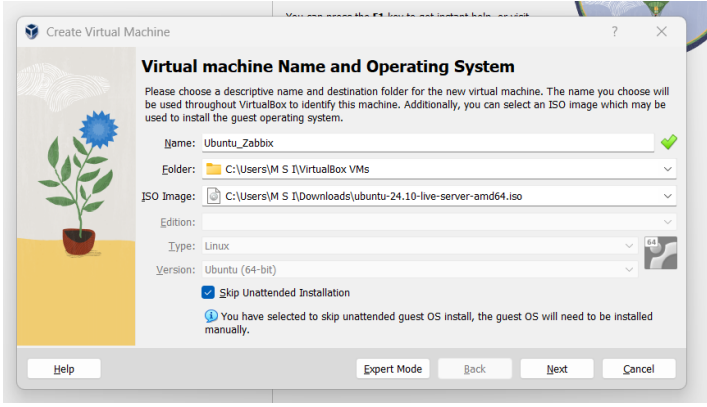 You can press the F1 key to get instant help, or visit
Create Virtual Machine
?
Virtual machine Name and Operating System
Please choose a descriptive name and destination folder for the new virtual machine. The name you choose will
be used throughout VirtualBox to identify this machine. Additionally, you can select an ISO image which may be
used to install the guest operating system.
Name: Ubuntu_Zabbix
Folder: C:\Users\M S I\VirtualBox VMs
ISO Image: C:\Users\M S I\Downloads\ubuntu-24.10-live-server-amd64.iso
Edition:
Type: Linux
64
Version: Ubuntu (64-bit)
Skip Unattended Installation
You have selected to skip unattended guest OS install, the guest OS will need to be installed
manually.
Help Expert Mode Back Next Cancel